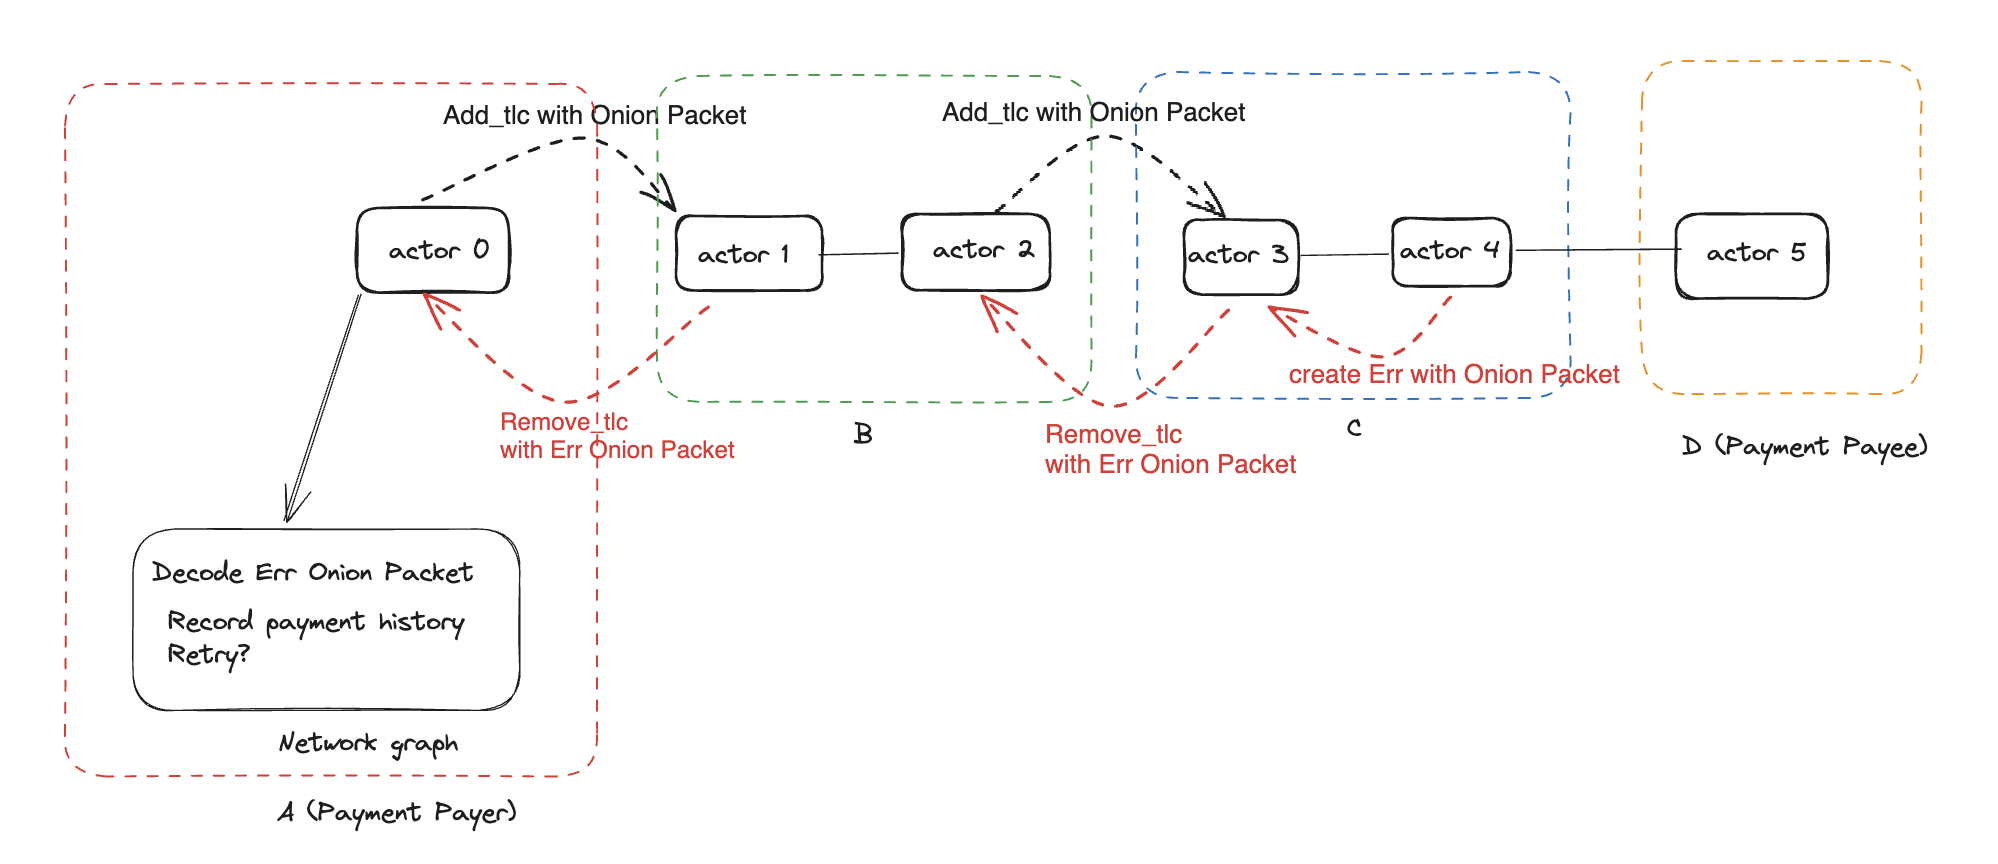 Add_tlc with Onion Packet
Add_tlc with Onion Packet
actor 0
actor 1
actor 2
actor 3
actor 4
actor 5
create Err with Onion Packet
Remove_tlc
with Err Onion Packet
B
Remove_tlc
with Err Onion Packet
C
D (Payment Payee)
Decode Err Onion Packet
Record payment history
Retry?
Network graph
A (Payment Payer)